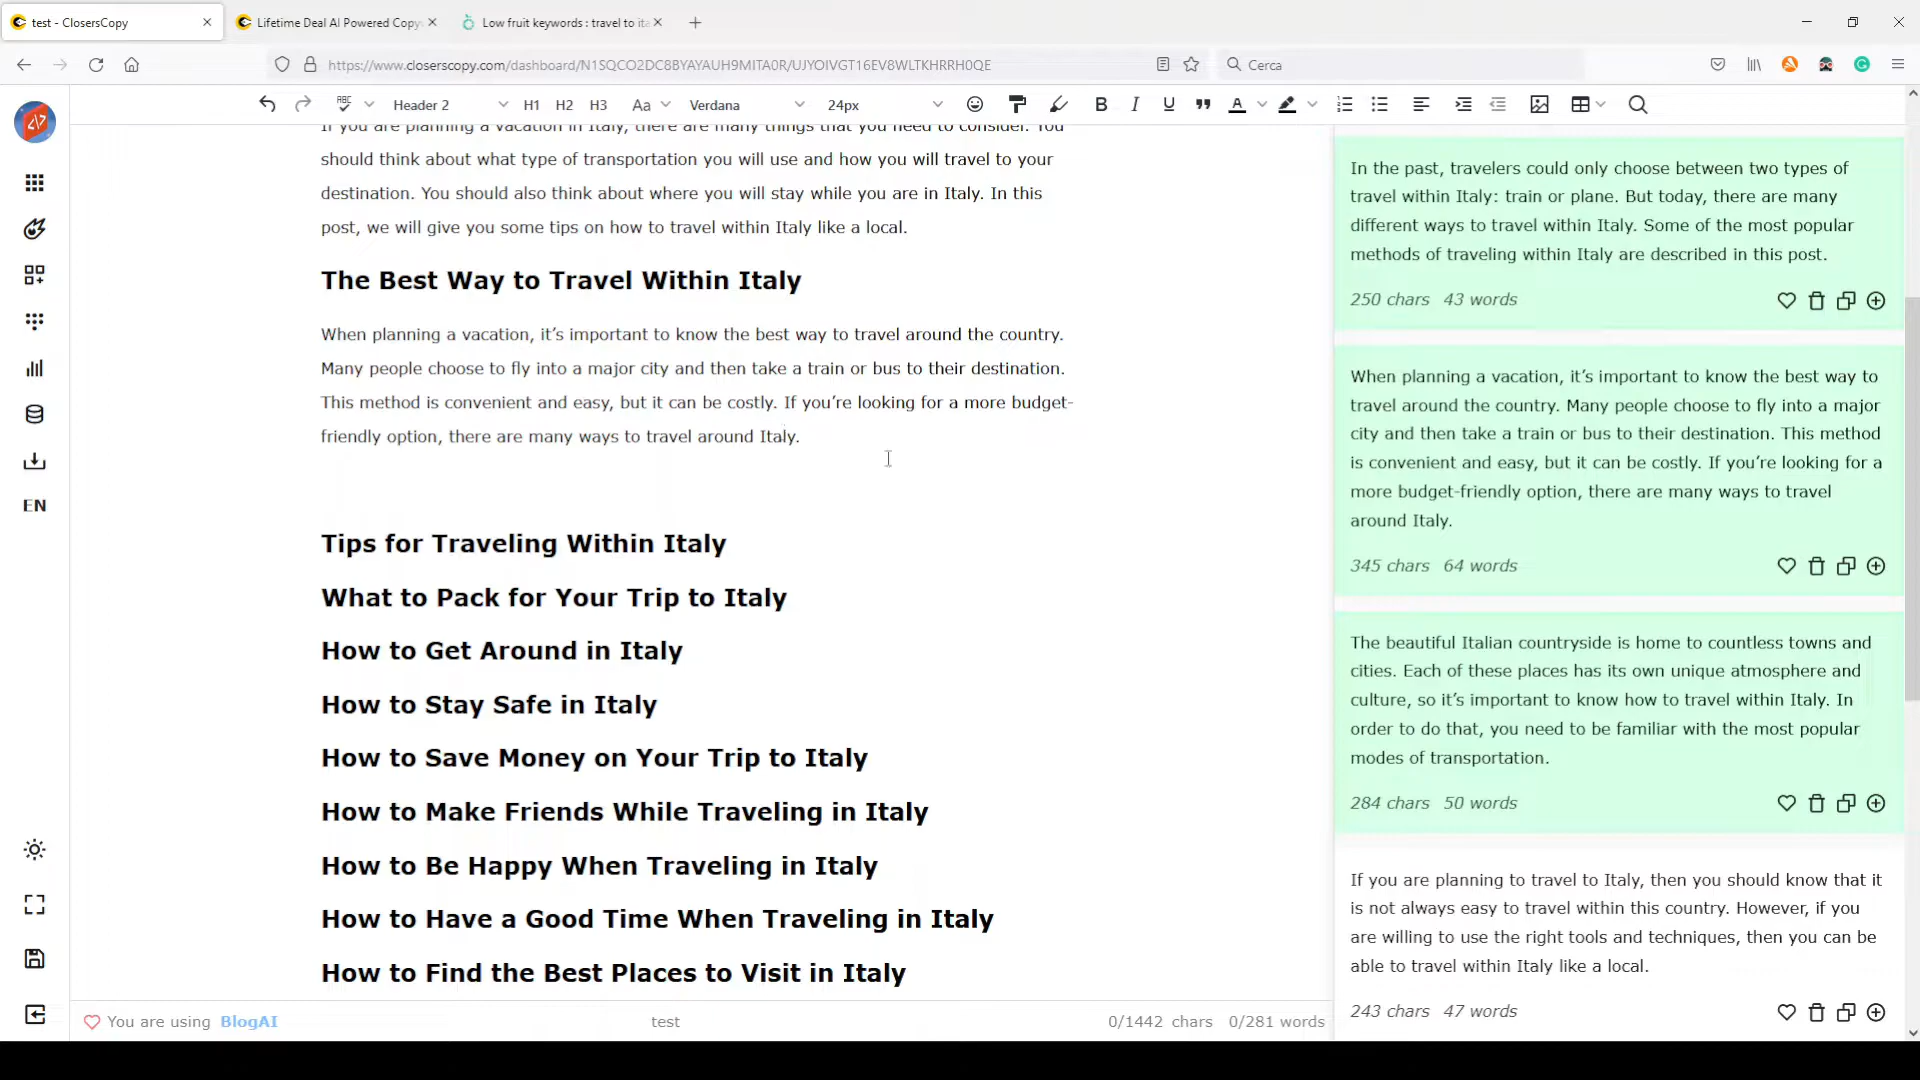 test - ClosersCopy
Lifetime Deal AI Powered Copy
Low fruit keywords : travel to ita
https://www.closerscopy.com/dashboard/N1SQCO2DC8BYAYAUH9MITA0R/UJYOIVGT16EV8WLTKHRRH0QE
Cerca
Header 2
H1
H2
H3
Aa
Verdana
24px
B
I
U
A
If you are planning a vacation in Italy, there are many things that you need to consider. You
should think about what type of transportation you will use and how you will travel to your
destination. You should also think about where you will stay while you are in Italy. In this
post, we will give you some tips on how to travel within Italy like a local.
The Best Way to Travel Within Italy
When planning a vacation, it’s important to know the best way to travel around the country.
Many people choose to fly into a major city and then take a train or bus to their destination.
This method is convenient and easy, but it can be costly. If you’re looking for a more budget-
friendly option, there are many ways to travel around Italy.
Tips for Traveling Within Italy
What to Pack for Your Trip to Italy
How to Get Around in Italy
How to Stay Safe in Italy
How to Save Money on Your Trip to Italy
How to Make Friends While Traveling in Italy
How to Be Happy When Traveling in Italy
How to Have a Good Time When Traveling in Italy
How to Find the Best Places to Visit in Italy
EN
You are using BlogAI
test
0/1442 chars
0/281 words
In the past, travelers could only choose between two types of
travel within Italy: train or plane. But today, there are many
different ways to travel within Italy. Some of the most popular
methods of traveling within Italy are described in this post.
250 chars 43 words
When planning a vacation, it’s important to know the best way to
travel around the country. Many people choose to fly into a major
city and then take a train or bus to their destination. This method
is convenient and easy, but it can be costly. If you’re looking for a
more budget-friendly option, there are many ways to travel
around Italy.
345 chars 64 words
The beautiful Italian countryside is home to countless towns and
cities. Each of these places has its own unique atmosphere and
culture, so it’s important to know how to travel within Italy. In
order to do that, you need to be familiar with the most popular
modes of transportation.
284 chars 50 words
If you are planning to travel to Italy, then you should know that it
is not always easy to travel within this country. However, if you
are willing to use the right tools and techniques, then you can be
able to travel within Italy like a local.
243 chars 47 words